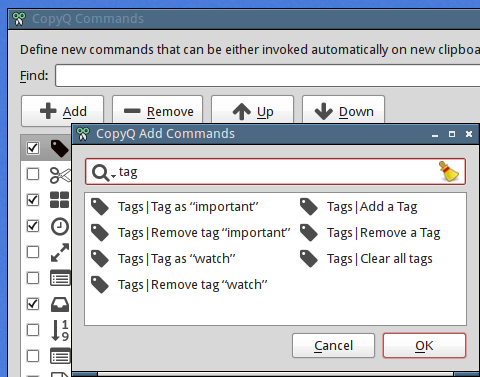 CopyQ Commands
Define new commands that can be either invoked automatically on new clipboa
Find:
Add Remove Up Down
CopyQ Add Commands
tag
Tags|Tag as “important” Tags|Add a Tag
Tags|Remove tag “important” Tags|Remove a Tag
Tags|Tag as “watch” Tags|Clear all tags
Tags|Remove tag “watch”
Cancel OK
1
9